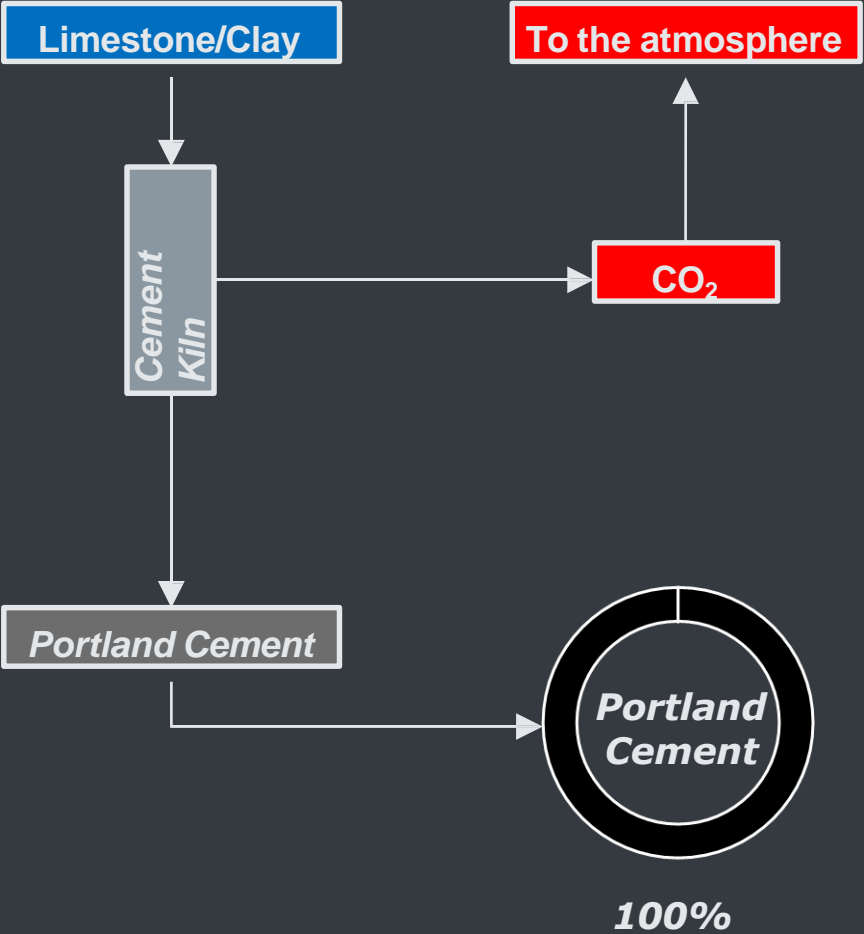 Limestone/Clay
To the atmosphere
Cement
Kiln
CO₂
Portland Cement
Portland
Cement
100%